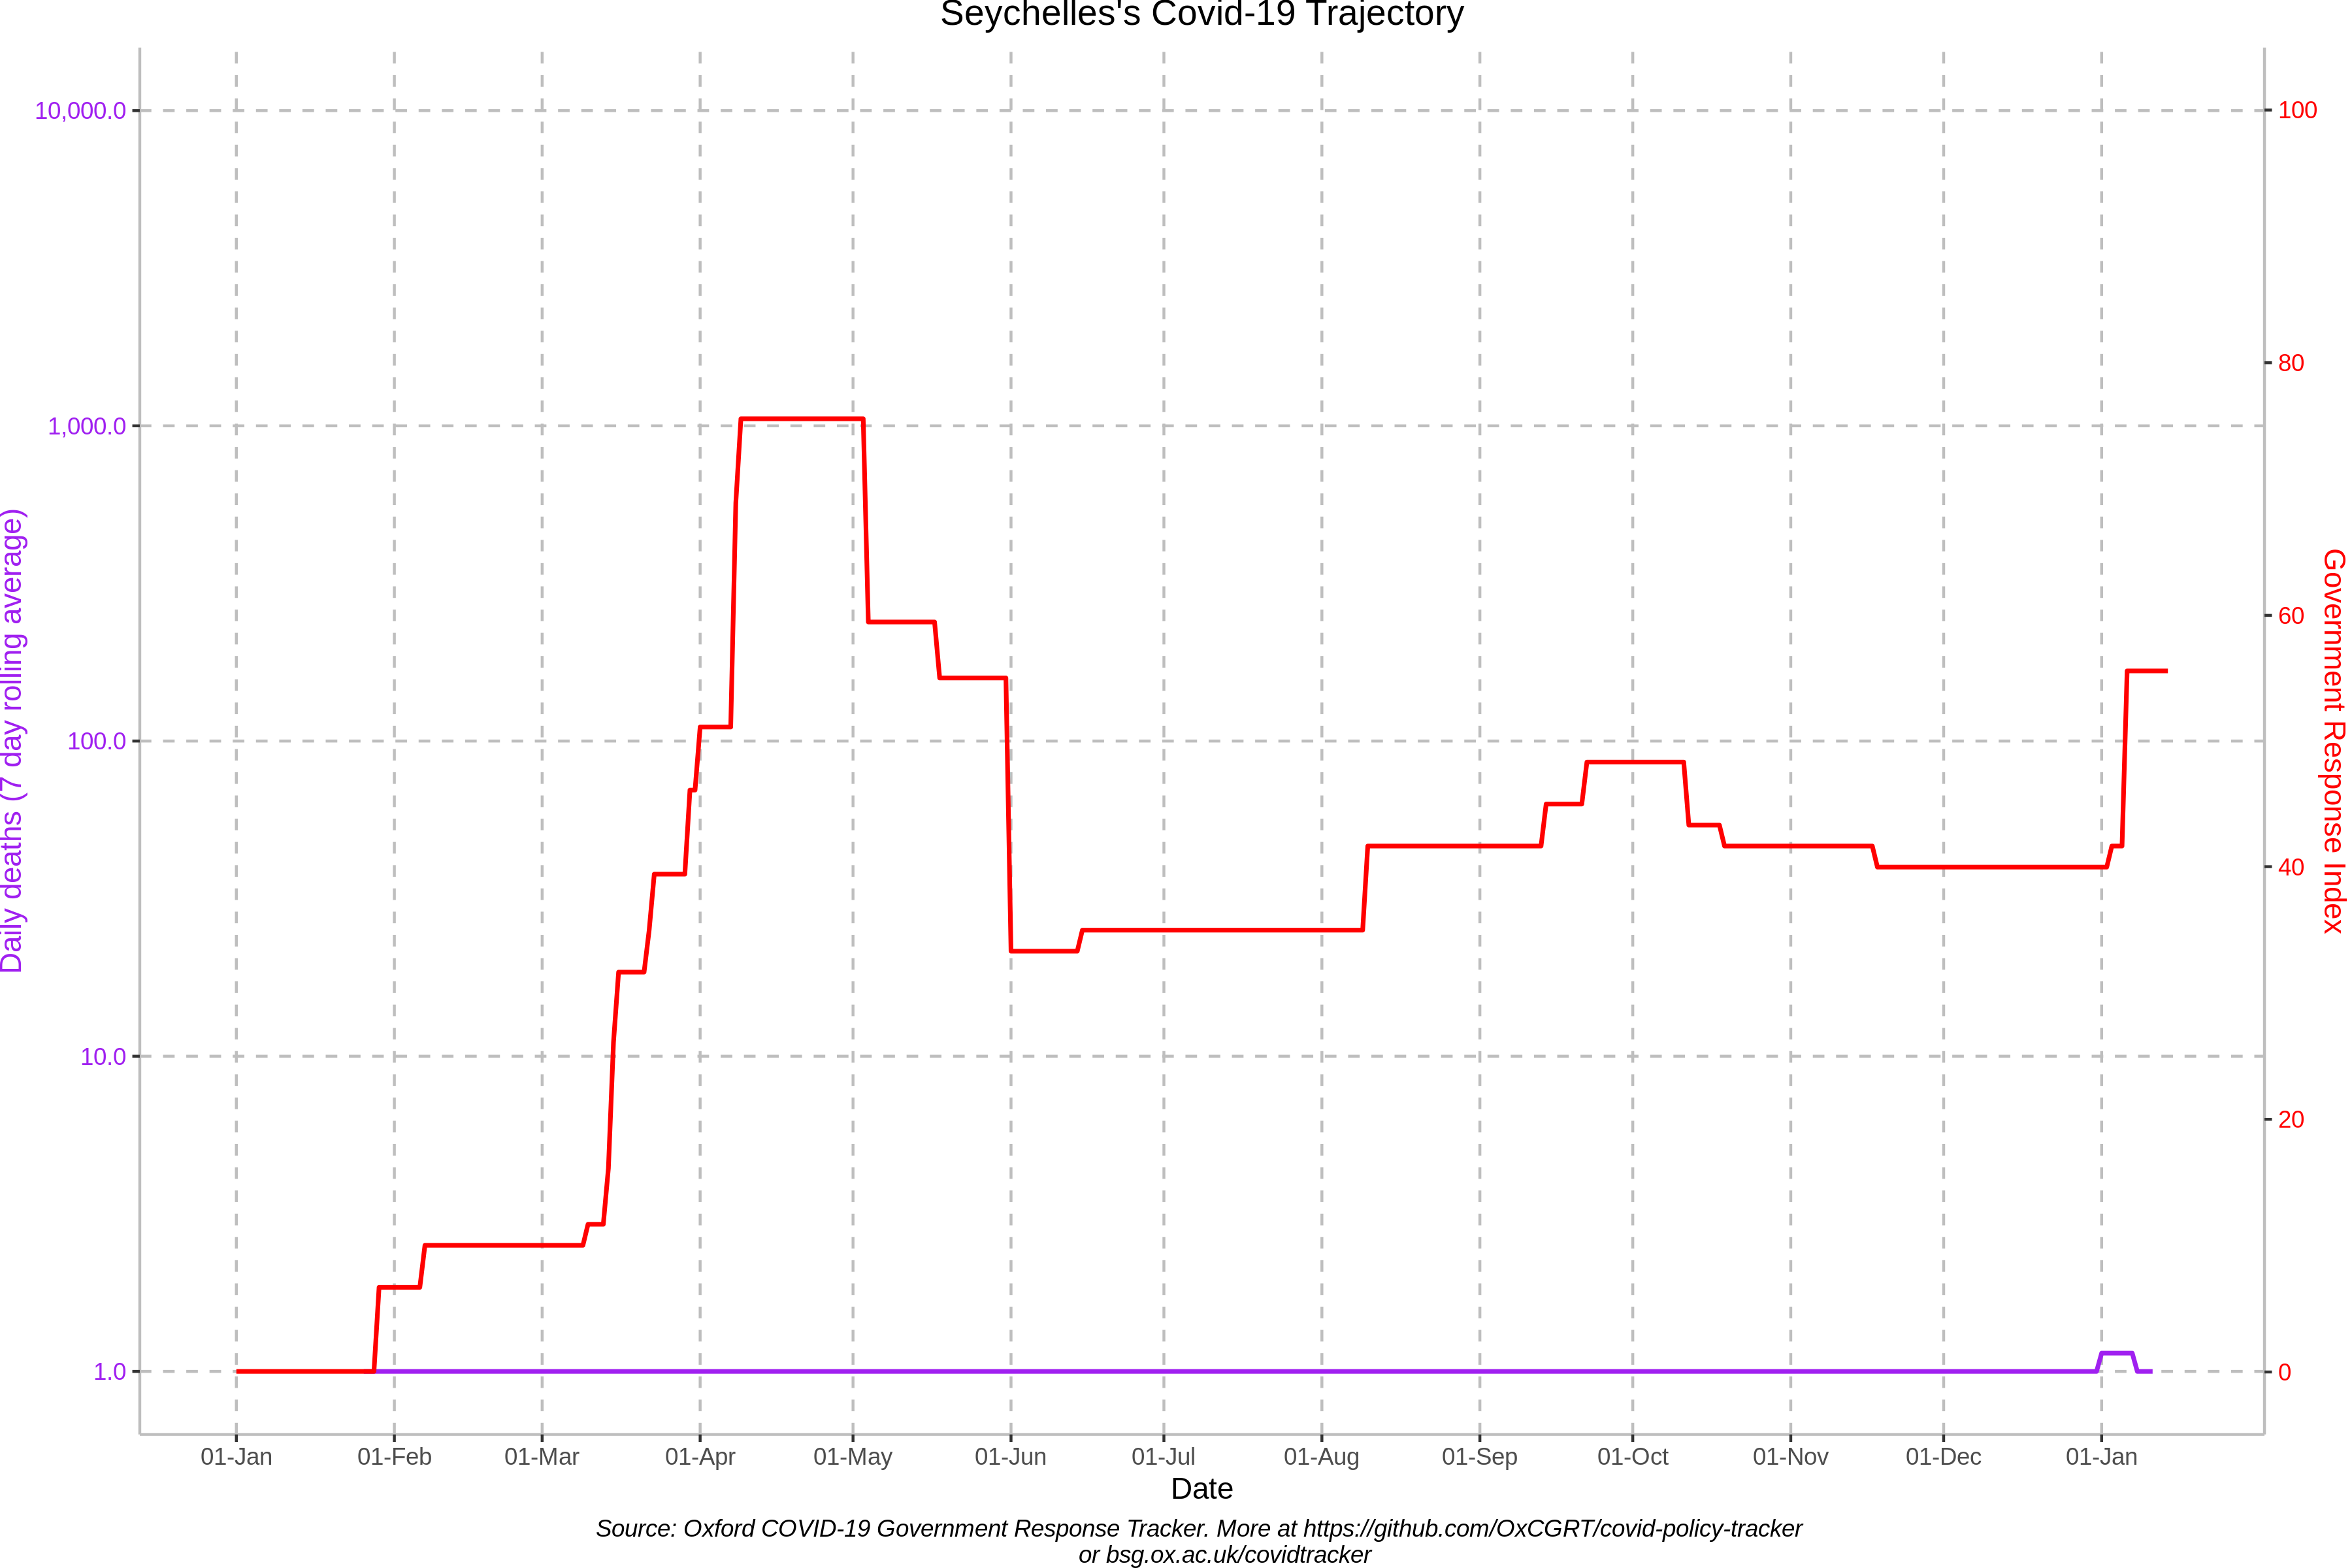 Seychelles's Covid-19 Trajectory
10,000.0
1,000.0
100.0
10.0
1.0
Daily deaths (7 day rolling average)
100
80
60
40
20
0
Government Response Index
01-Jan
01-Feb
01-Mar
01-Apr
01-May
01-Jun
01-Jul
01-Aug
01-Sep
01-Oct
01-Nov
01-Dec
01-Jan
Date
Source: Oxford COVID-19 Government Response Tracker. More at https://github.com/OxCGRT/covid-policy-tracker
or bsg.ox.ac.uk/covidtracker